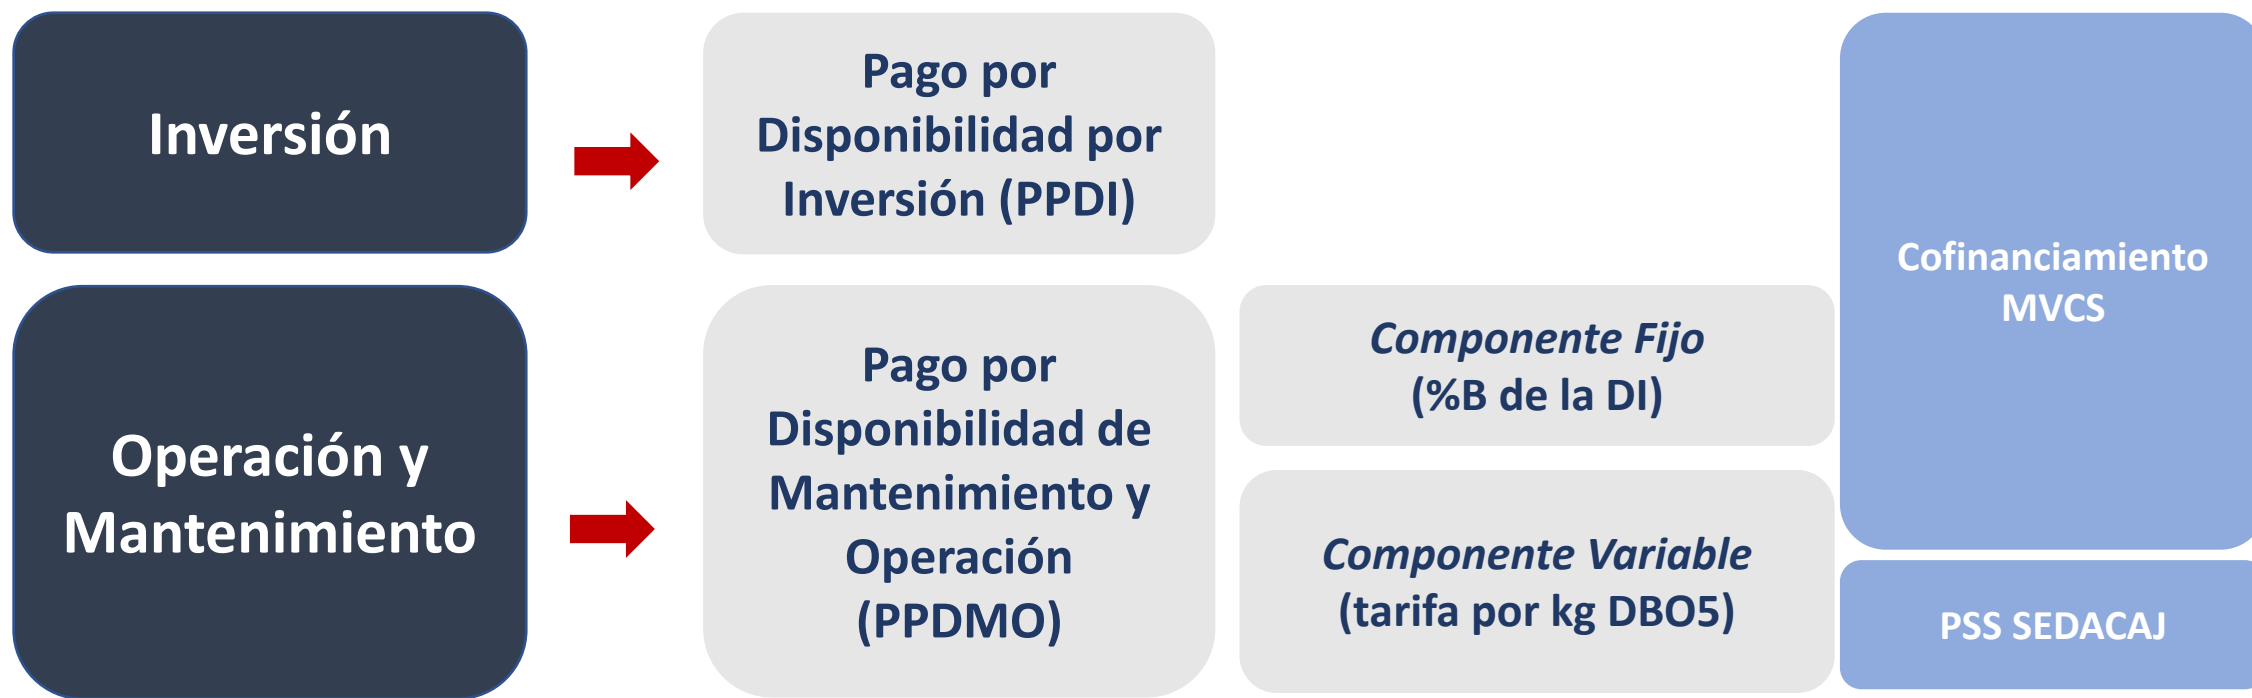 Inversión
Pago por
Disponibilidad por
Inversión (PPDI)
Operación y
Mantenimiento
Pago por
Disponibilidad de
Mantenimiento y
Operación
(PPDMO)
Componente Fijo
(%B de la DI)
Componente Variable
(tarifa por kg DBO5)
Cofinanciamiento
MVCS
PSS SEDACAJ